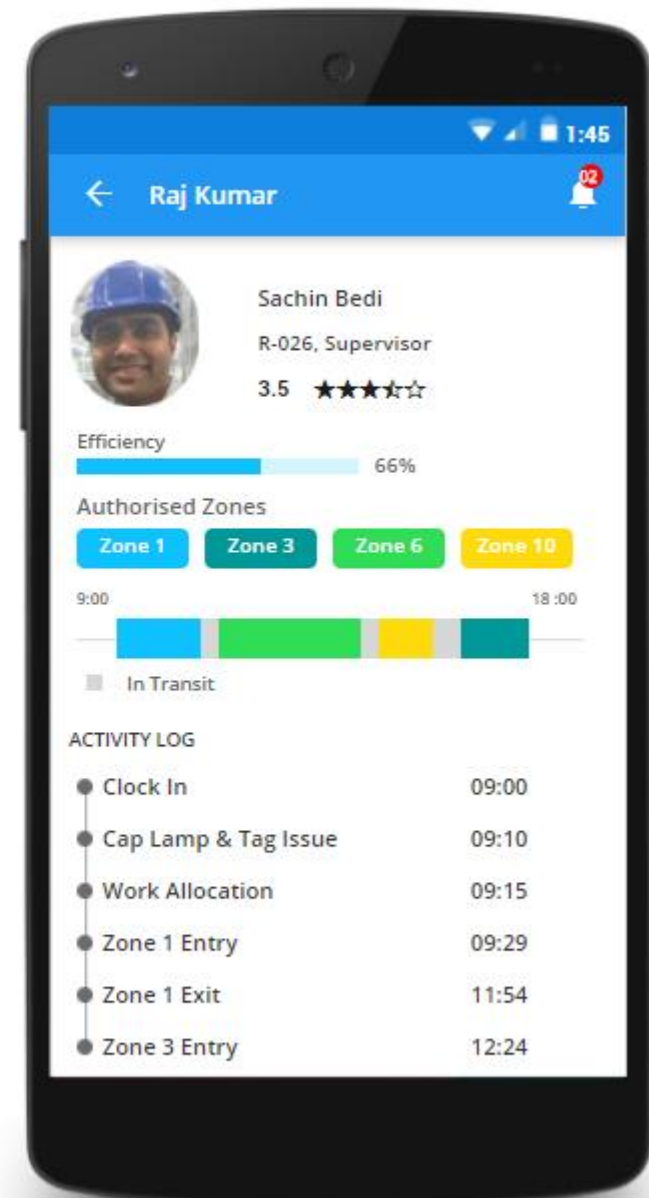 1:45
Raj Kumar
02
Sachin Bedi
R-026, Supervisor
3.5
Efficiency
66%
Authorised Zones
Zone 1 Zone 3 Zone 6 Zone 10
9:00 18 :00
In Transit
ACTIVITY LOG
Clock In 09:00
Cap Lamp & Tag Issue 09:10
Work Allocation 09:15
Zone 1 Entry 09:29
Zone 1 Exit 11:54
Zone 3 Entry 12:24